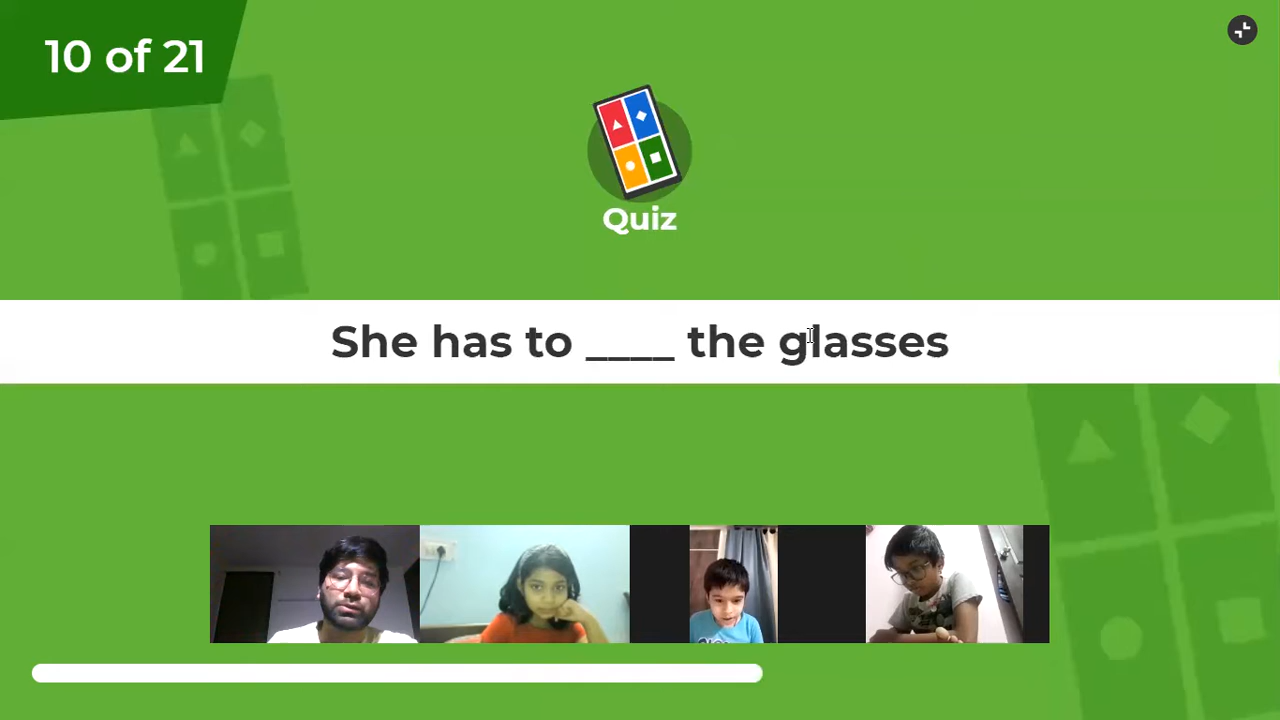 10 of 21
Quiz
She has to ____ the glasses